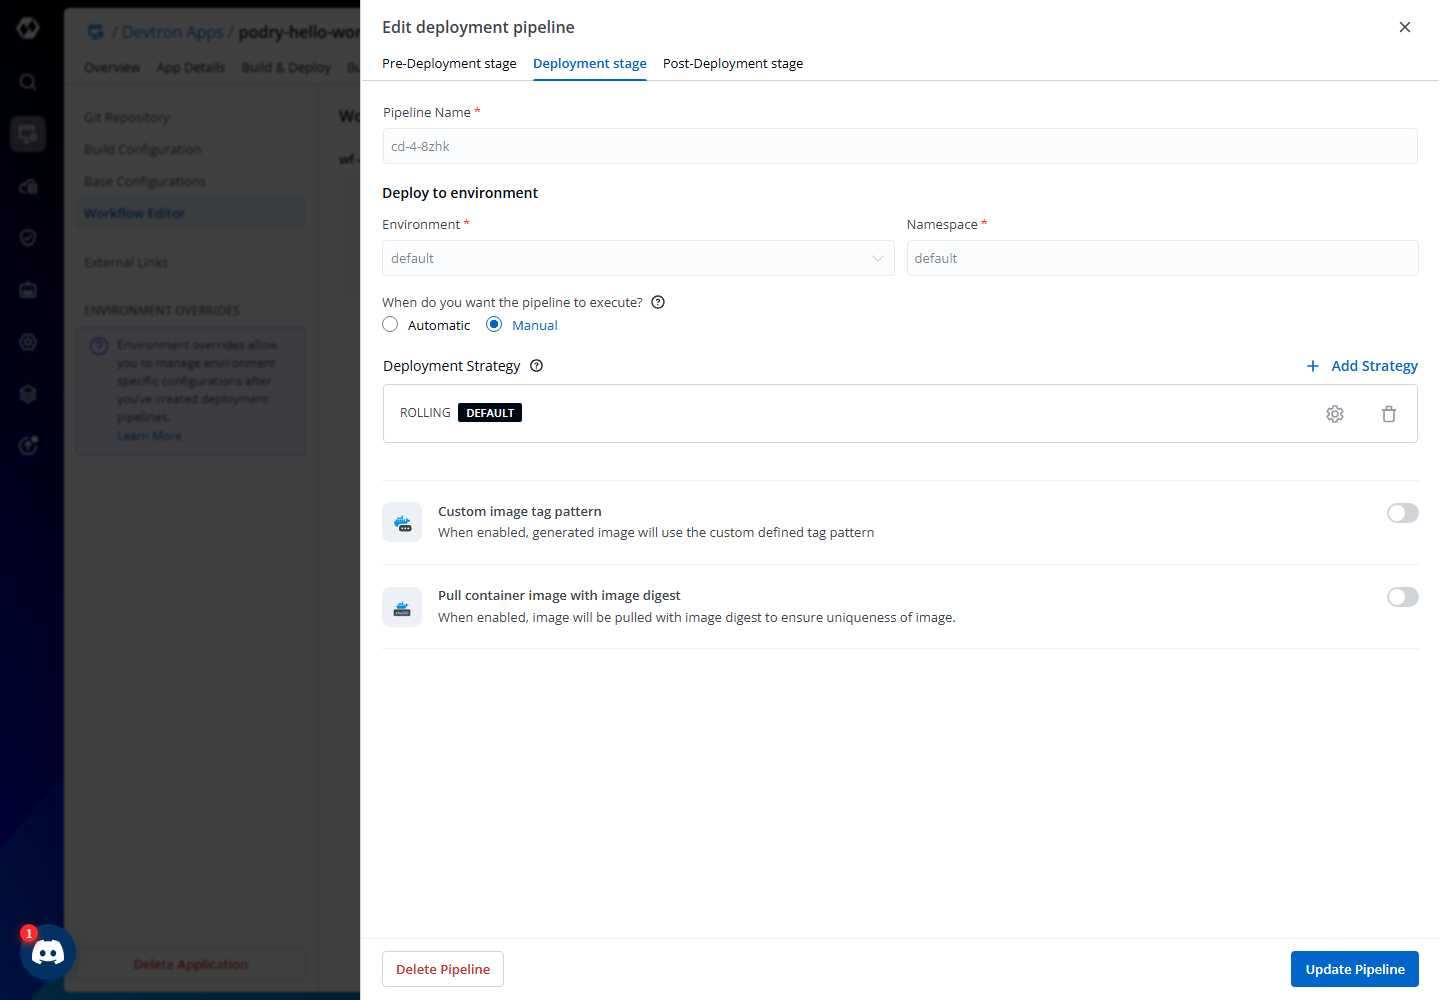 Edit deployment pipeline
Pre-Deployment stage Deployment stage Post-Deployment stage
Pipeline Name *
cd-4-8zhk
Deploy to environment
Environment * Namespace *
default default
When do you want the pipeline to execute?
Automatic Manual
Deployment Strategy + Add Strategy
ROLLING DEFAULT
Custom image tag pattern
When enabled, generated image will use the custom defined tag pattern
Pull container image with image digest
When enabled, image will be pulled with image digest to ensure uniqueness of image.
Delete Pipeline Update Pipeline
/ Devtron Apps / podry-hello-wor
Overview App Details Build & Deploy Bu
Git Repository
Build Configuration
Base Configurations
Workflow Editor
External Links
ENVIRONMENT OVERRIDES
Environment overrides allow
you to manage environment
specific configurations after
you've created deployment
pipelines.
Learn More
Wo
wf-
Delete Application
1